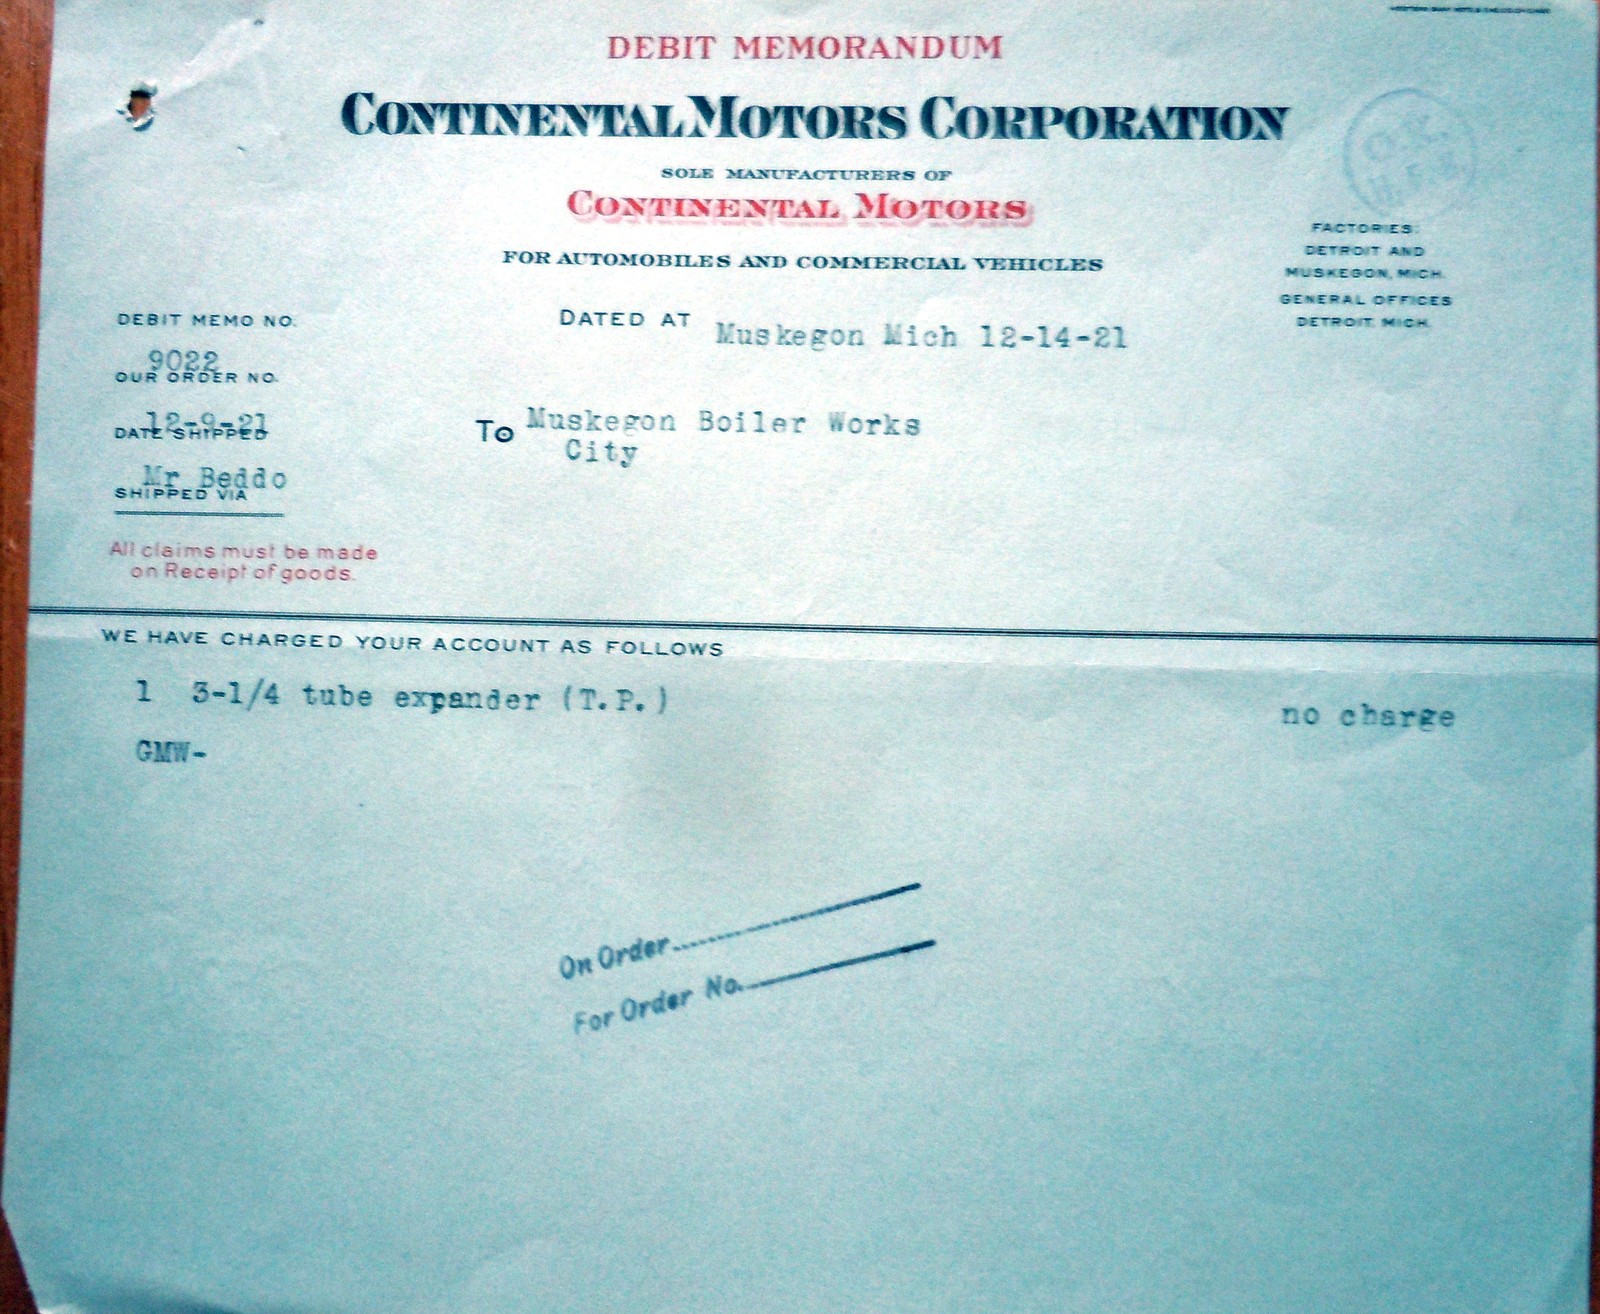 DEBIT MEMORANDUM
CONTINENTAL MOTORS CORPORATION
SOLE MANUFACTURERS OF
CONTINENTAL MOTORS
FOR AUTOMOBILES AND COMMERCIAL VEHICLES
O.K.
FACTORIES:
DETROIT AND
MUSKEGON, MICH.
GENERAL OFFICES
DETROIT, MICH.
DEBIT MEMO NO.
9022
OUR ORDER NO.
12-9-21
DATE SHIPPED
Mr Beddo
SHIPPED VIA
DATED AT Muskegon Mich 12-14-21
To Muskegon Boiler Works
City
All claims must be made
on Receipt of goods.
WE HAVE CHARGED YOUR ACCOUNT AS FOLLOWS
1 3-1/4 tube expander (T.P.) no charge
GMW-
On Order
For Order No.